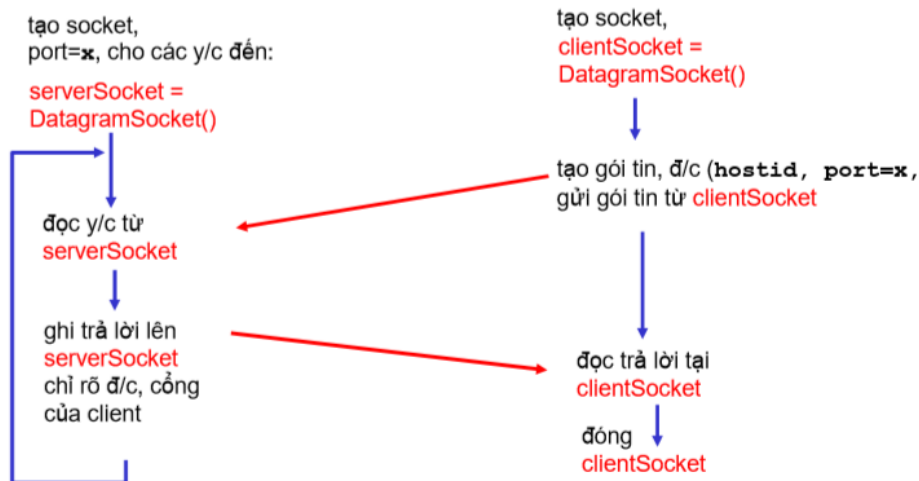 tạo socket,
port=x, cho các y/c đến:
serverSocket =
DatagramSocket()
đọc y/c từ
serverSocket
ghi trả lời lên
serverSocket
chỉ rõ đ/c, cổng
của client
tạo socket,
clientSocket =
DatagramSocket()
tạo gói tin, đ/c (hostid, port=x,
gửi gói tin từ clientSocket
đọc trả lời tại
clientSocket
đóng
clientSocket